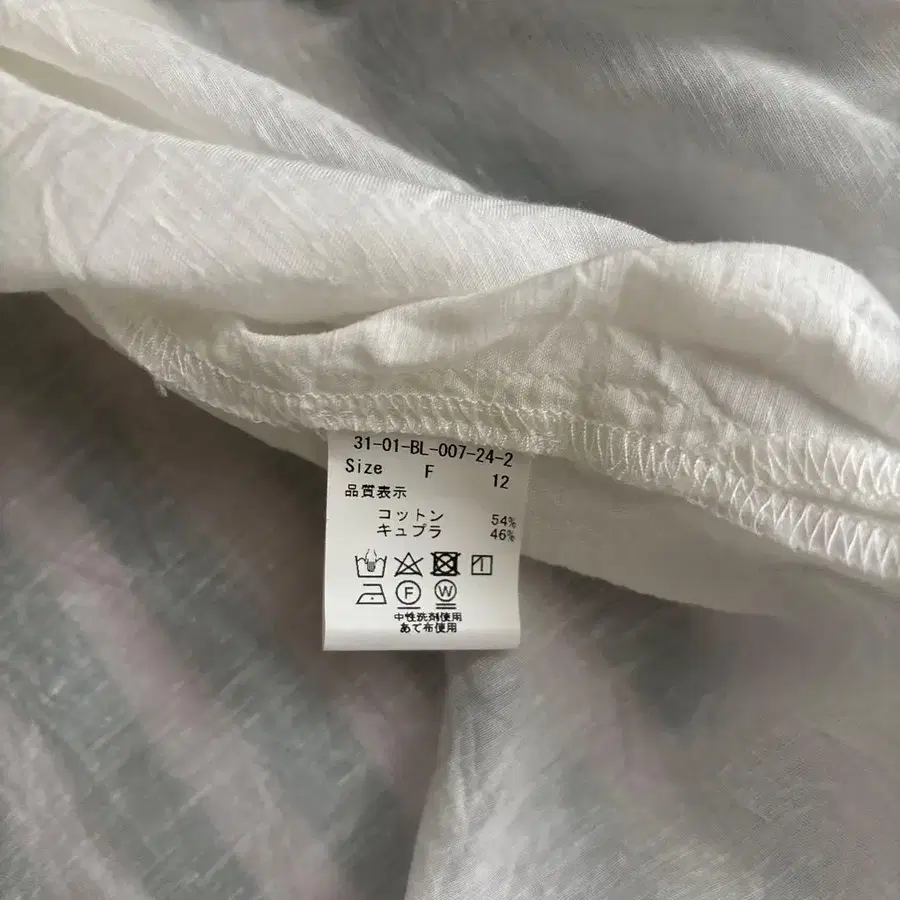 31-01-BL-007-24-2
Size F 12
品質表示
コットン 54%
キュプラ 46%
F W
中性洗剤使用
あて布使用